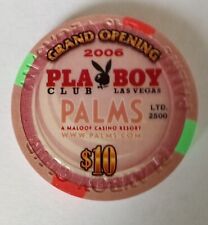 GRAND OPENING
2006
PLAYBOY
CLUB LAS VEGAS
PALMS
LTD.
2500
A MALOOF CASINO RESORT
WWW.PALMS.COM
$10